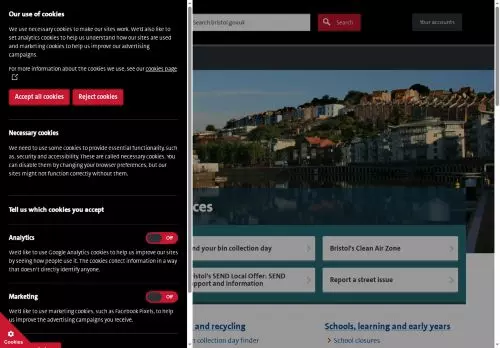 Our use of cookies
We use necessary cookies to make our sites work. We'd also like to
set analytics cookies to help us understand how our sites are used
and marketing cookies to help us improve our advertising
campaigns.
For more information about the cookies we use, see our cookies page
Accept all cookies
Reject cookies
Necessary cookies
We need to use some cookies to provide essential functionality, such
as, security and accessibility. These are called necessary cookies. You
can disable them by changing your browser preferences, but our
sites might not function correctly without them.
Tell us which cookies you accept
Analytics
Off
We'd like to use Google Analytics cookies to help us improve our sites
by seeing how people use it. The cookies collect information in a way
that doesn't directly identify anyone.
Marketing
Off
We'd like to use marketing cookies, such as Facebook Pixels, to help
us improve the advertising campaigns you receive.
Cookies
Search bristol.gov.uk
Search
Your accounts
ces
nd your bin collection day
Bristol's Clean Air Zone
ristol's SEND Local Offer: SEND
pport and information
Report a street issue
and recycling
Schools, learning and early years
collection day finder
School closures